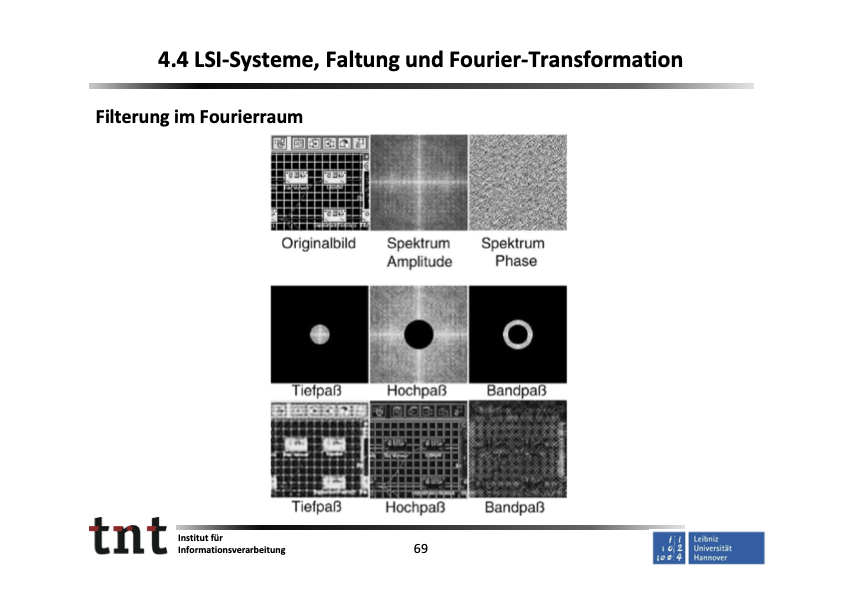 4.4 LSI-Systeme, Faltung und Fourier-Transformation
Filterung im Fourierraum
Originalbild
Spektrum
Amplitude
Spektrum
Phase
Tiefpaß
Hochpaß
Bandpaß
Tiefpaß
Hochpaß
Bandpaß
tnt
Institut für
Informationsverarbeitung
69
Leibniz
Universität
Hannover